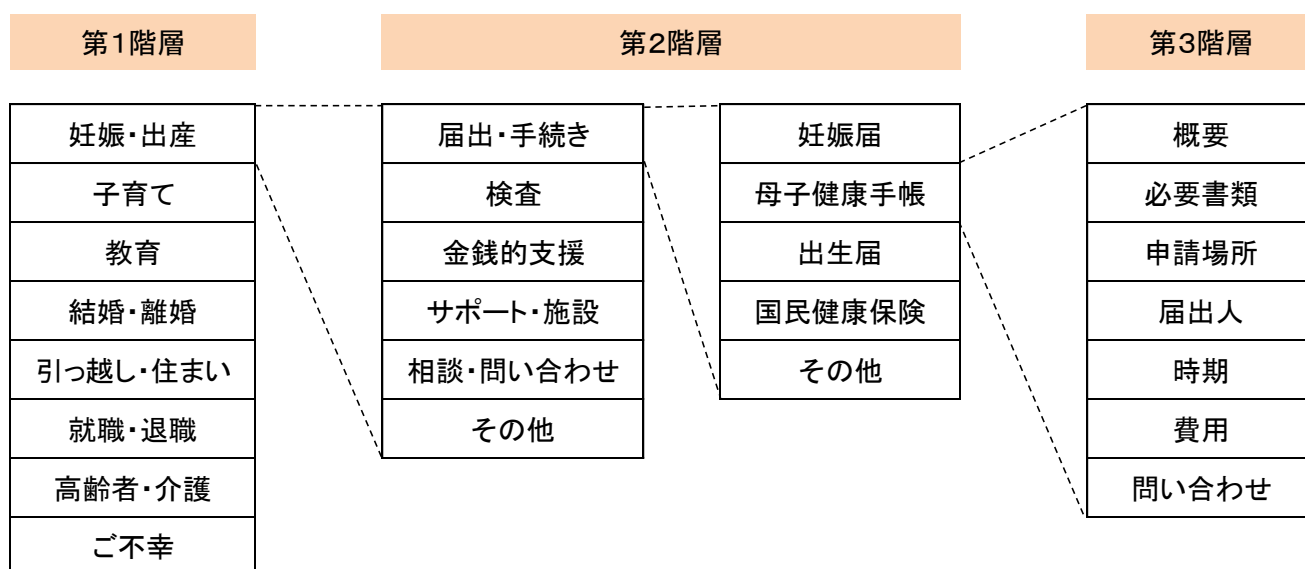 第1階層
第2階層
第3階層
妊娠・出産
子育て
教育
結婚・離婚
引っ越し・住まい
就職・退職
高齢者・介護
ご不幸
届出・手続き
検査
金銭的支援
サポート・施設
相談・問い合わせ
その他
妊娠届
母子健康手帳
出生届
国民健康保険
その他
概要
必要書類
申請場所
届出人
時期
費用
問い合わせ